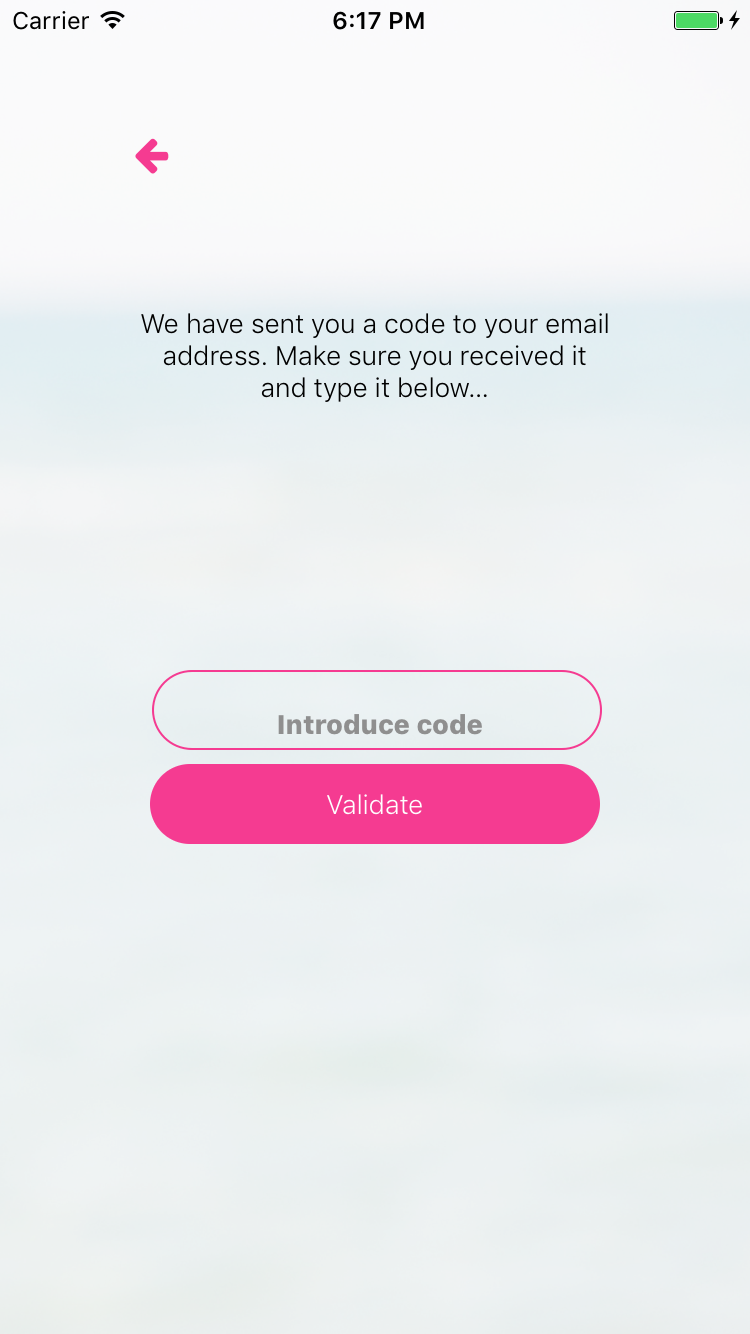 Carrier 6:17 PM
We have sent you a code to your email
address. Make sure you received it
and type it below...
Introduce code
Validate